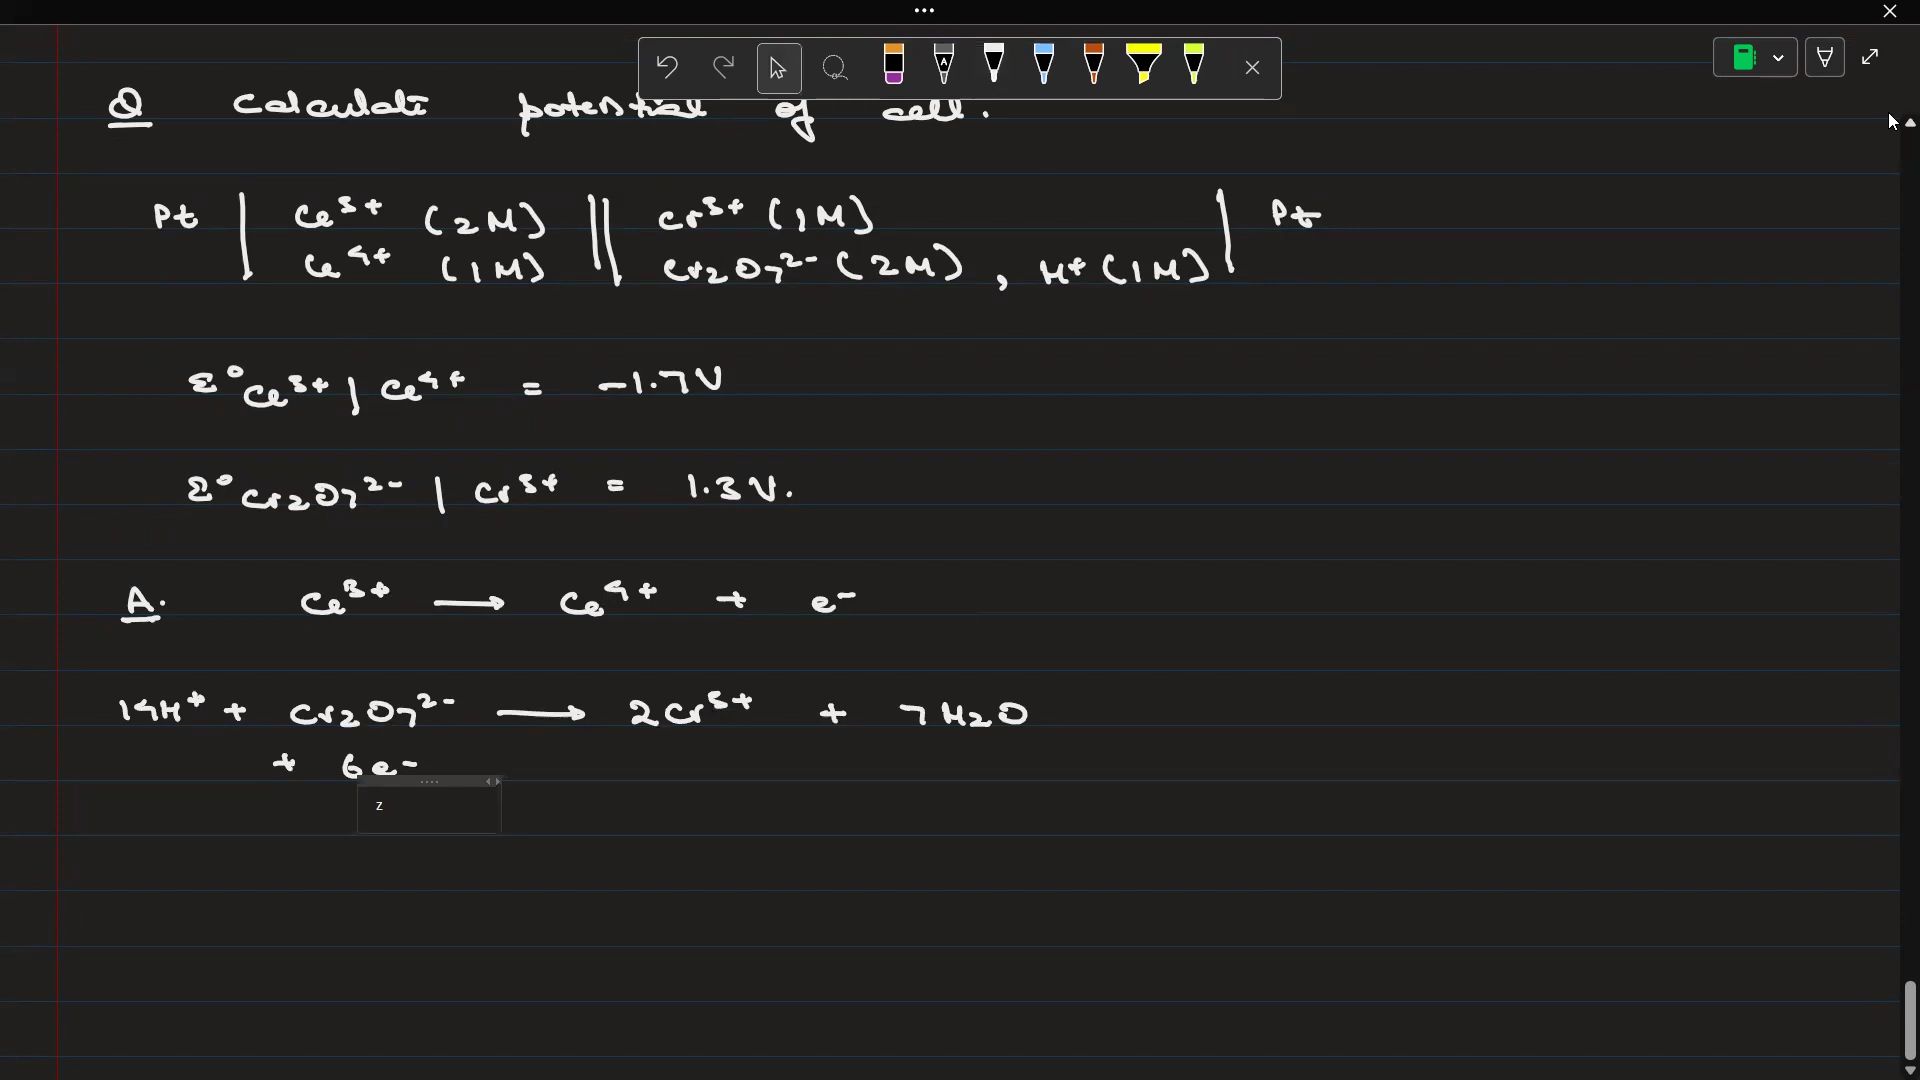 Q calculate potential of cell.
Pt | Ce³⁺ (2M) || Cr³⁺ (1M) | Pt
Ce⁴⁺ (1M) Cr₂O₇²⁻ (2M), H⁺ (1M)
Ɛ° Ce³⁺ | Ce⁴⁺ = -1.7V
Ɛ° Cr₂O₇²⁻ | Cr³⁺ = 1.3V.
A. Ce³⁺ → Ce⁴⁺ + e⁻
14H⁺ + Cr₂O₇²⁻ → 2Cr³⁺ + 7H₂O
+ 6e⁻
z